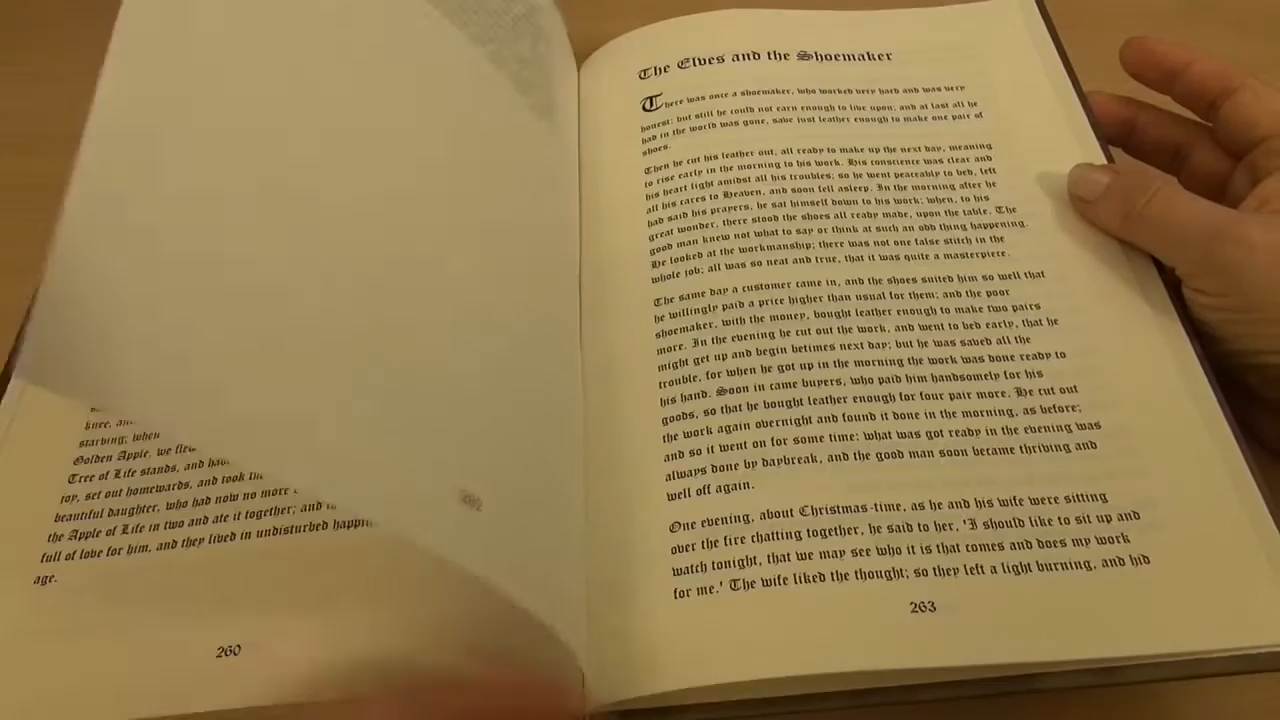 knee, an
starving; when
Golden Apple, we fle
Tree of Life stands, and ha
joy, set out homewards, and took th
beautiful daughter, who had now no more
the Apple of Life in two and ate it together; and
full of love for him, and they lived in undisturbed happin
age.
260
The Elves and the Shoemaker
There was once a shoemaker, who worked very hard and was very
honest: but still he could not earn enough to live upon; and at last all he
had in the world was gone, save just leather enough to make one pair of
shoes.
Then he cut his leather out, all ready to make up the next day, meaning
to rise early in the morning to his work. His conscience was clear and
his heart light amidst all his troubles; so he went peaceably to bed, left
all his cares to Heaven, and soon fell asleep. In the morning after he
had said his prayers, he sat himself down to his work; when, to his
great wonder, there stood the shoes all ready made, upon the table. The
good man knew not what to say or think at such an odd thing happening.
He looked at the workmanship; there was not one false stitch in the
whole job; all was so neat and true, that it was quite a masterpiece.
The same day a customer came in, and the shoes suited him so well that
he willingly paid a price higher than usual for them; and the poor
shoemaker, with the money, bought leather enough to make two pairs
more. In the evening he cut out the work, and went to bed early, that he
might get up and begin betimes next day; but he was saved all the
trouble, for when he got up in the morning the work was done ready to
his hand. Soon in came buyers, who paid him handsomely for his
goods, so that he bought leather enough for four pair more. He cut out
the work again overnight and found it done in the morning, as before;
and so it went on for some time: what was got ready in the evening was
always done by daybreak, and the good man soon became thriving and
well off again.
One evening, about Christmas-time, as he and his wife were sitting
over the fire chatting together, he said to her, 'I should like to sit up and
watch tonight, that we may see who it is that comes and does my work
for me.' The wife liked the thought; so they left a light burning, and hid
263